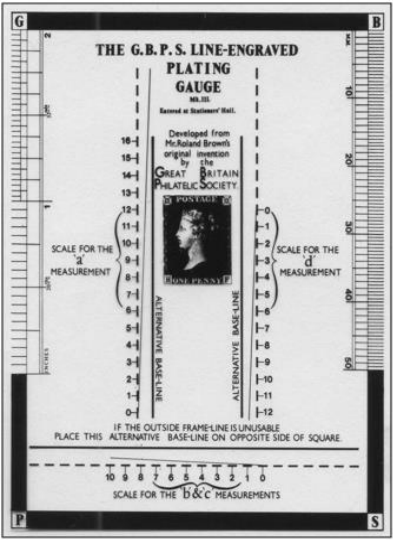 G B
THE G.B.P.S. LINE-ENGRAVED
PLATING
GAUGE
Mk. III.
Entered at Stationers' Hall.
Developed from
Mr. Roland Brown's
original invention
by the
GREAT BRITAIN
PHILATELIC SOCIETY.
2
1
INCHES
MM.
10
20
30
40
50
16
15
14
13
12
11
10
9
8
7
6
5
4
3
2
1
0
SCALE FOR THE
'a'
MEASUREMENT
POSTAGE
ONE PENNY
0
1
2
3
4
5
6
7
8
9
10
11
12
SCALE FOR THE
'd'
MEASUREMENT
ALTERNATIVE BASE-LINE
ALTERNATIVE BASE-LINE
IF THE OUTSIDE FRAME-LINE IS UNUSABLE
PLACE THIS ALTERNATIVE BASE-LINE ON OPPOSITE SIDE OF SQUARE.
10 9 8 7 6 5 4 3 2 1 0
SCALE FOR THE 'b'&'c' MEASUREMENTS
P S